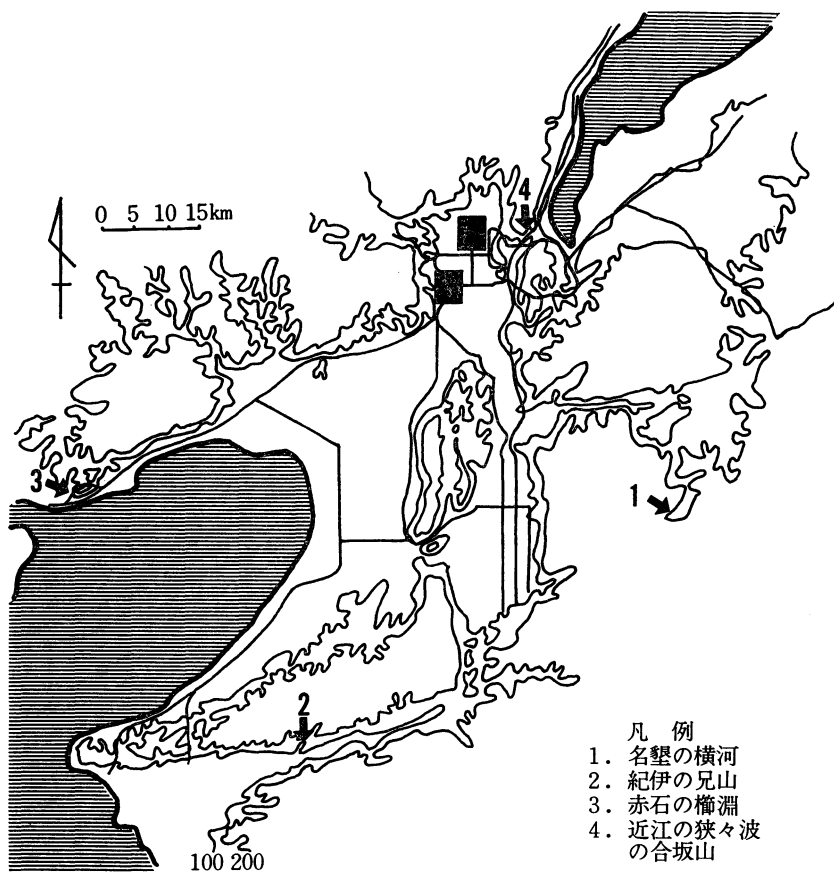 4
0 5 10 15km
3
1
2
凡 例
1. 名墾の横河
2. 紀伊の兄山
3. 赤石の櫛淵
4. 近江の狭々波
の合坂山
100 200